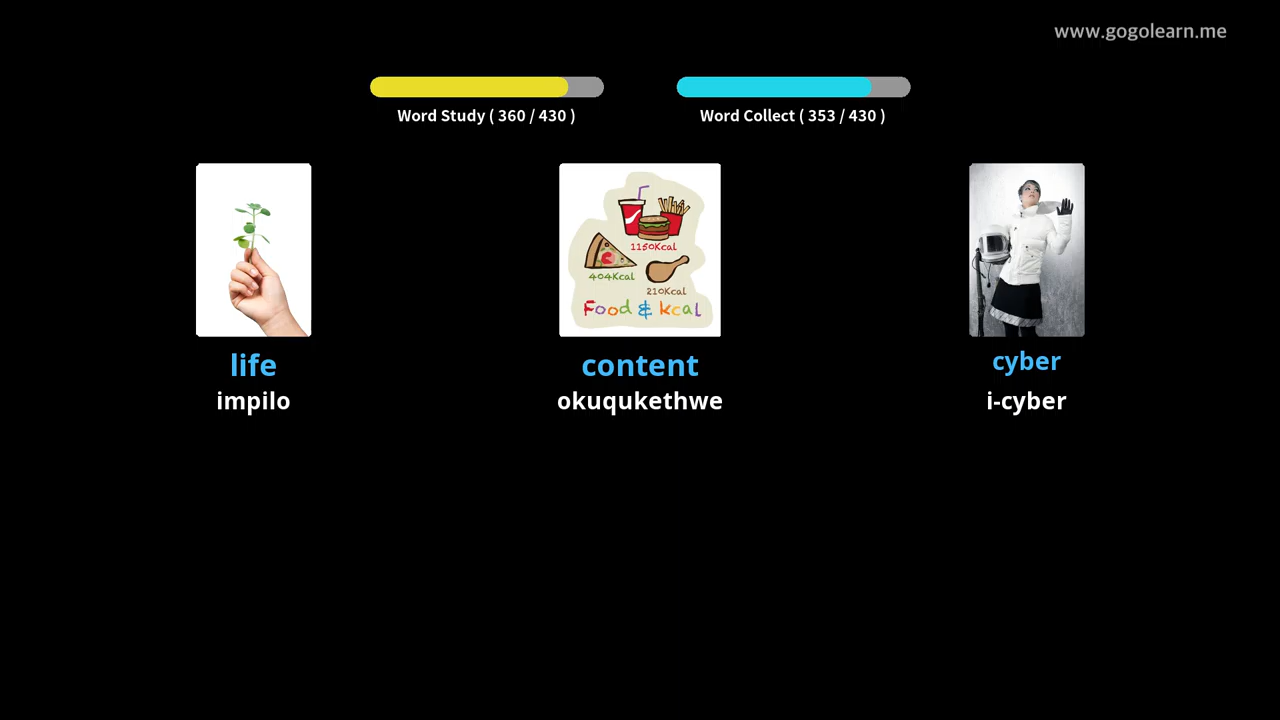 www.gogolearn.me
Word Study ( 360 / 430 )
Word Collect ( 353 / 430 )
1150Kcal
404Kcal
210Kcal
Food & kcal
life
content
cyber
impilo
okuqukethwe
i-cyber